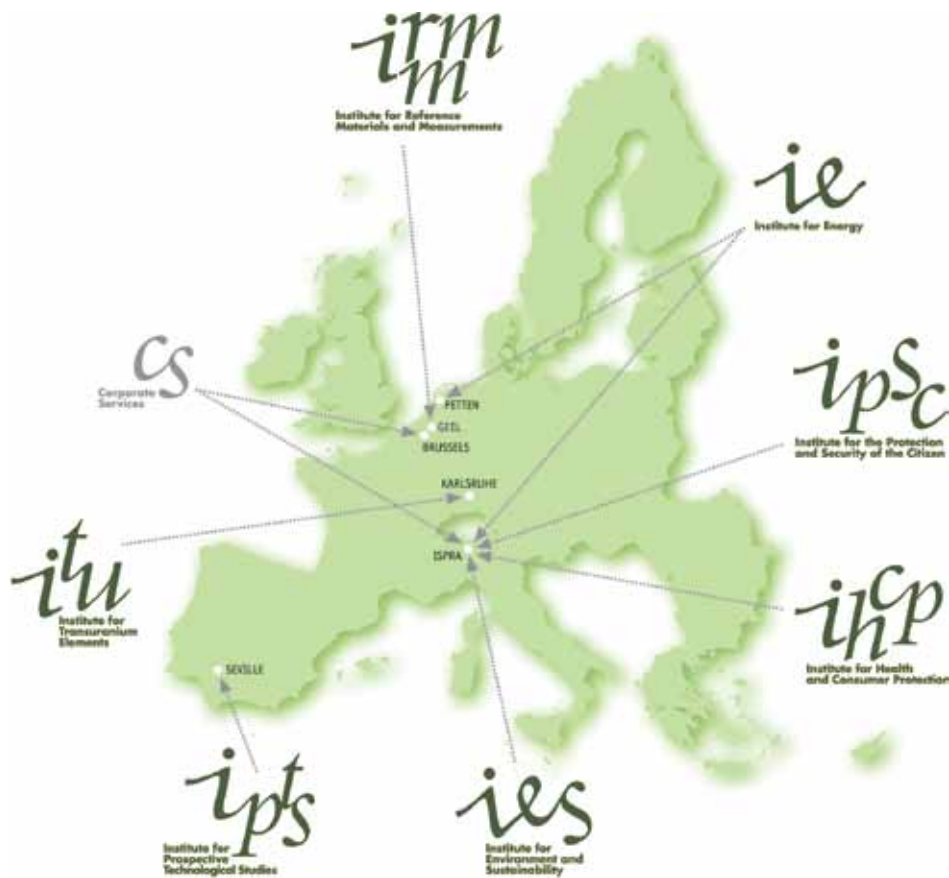 irm
m
Institute for Reference
Materials and Measurements
ie
Institute for Energy
cs
Corporate
Services
ipsc
Institute for the Protection
and Security of the Citizen
PETTEN
GEEL
BRUSSELS
KARLSRUHE
ISPRA
itu
Institute for
Transuranium
Elements
ihcp
Institute for Health
and Consumer Protection
SEVILLE
ipts
Institute for
Prospective
Technological Studies
ies
Institute for
Environment and
Sustainability